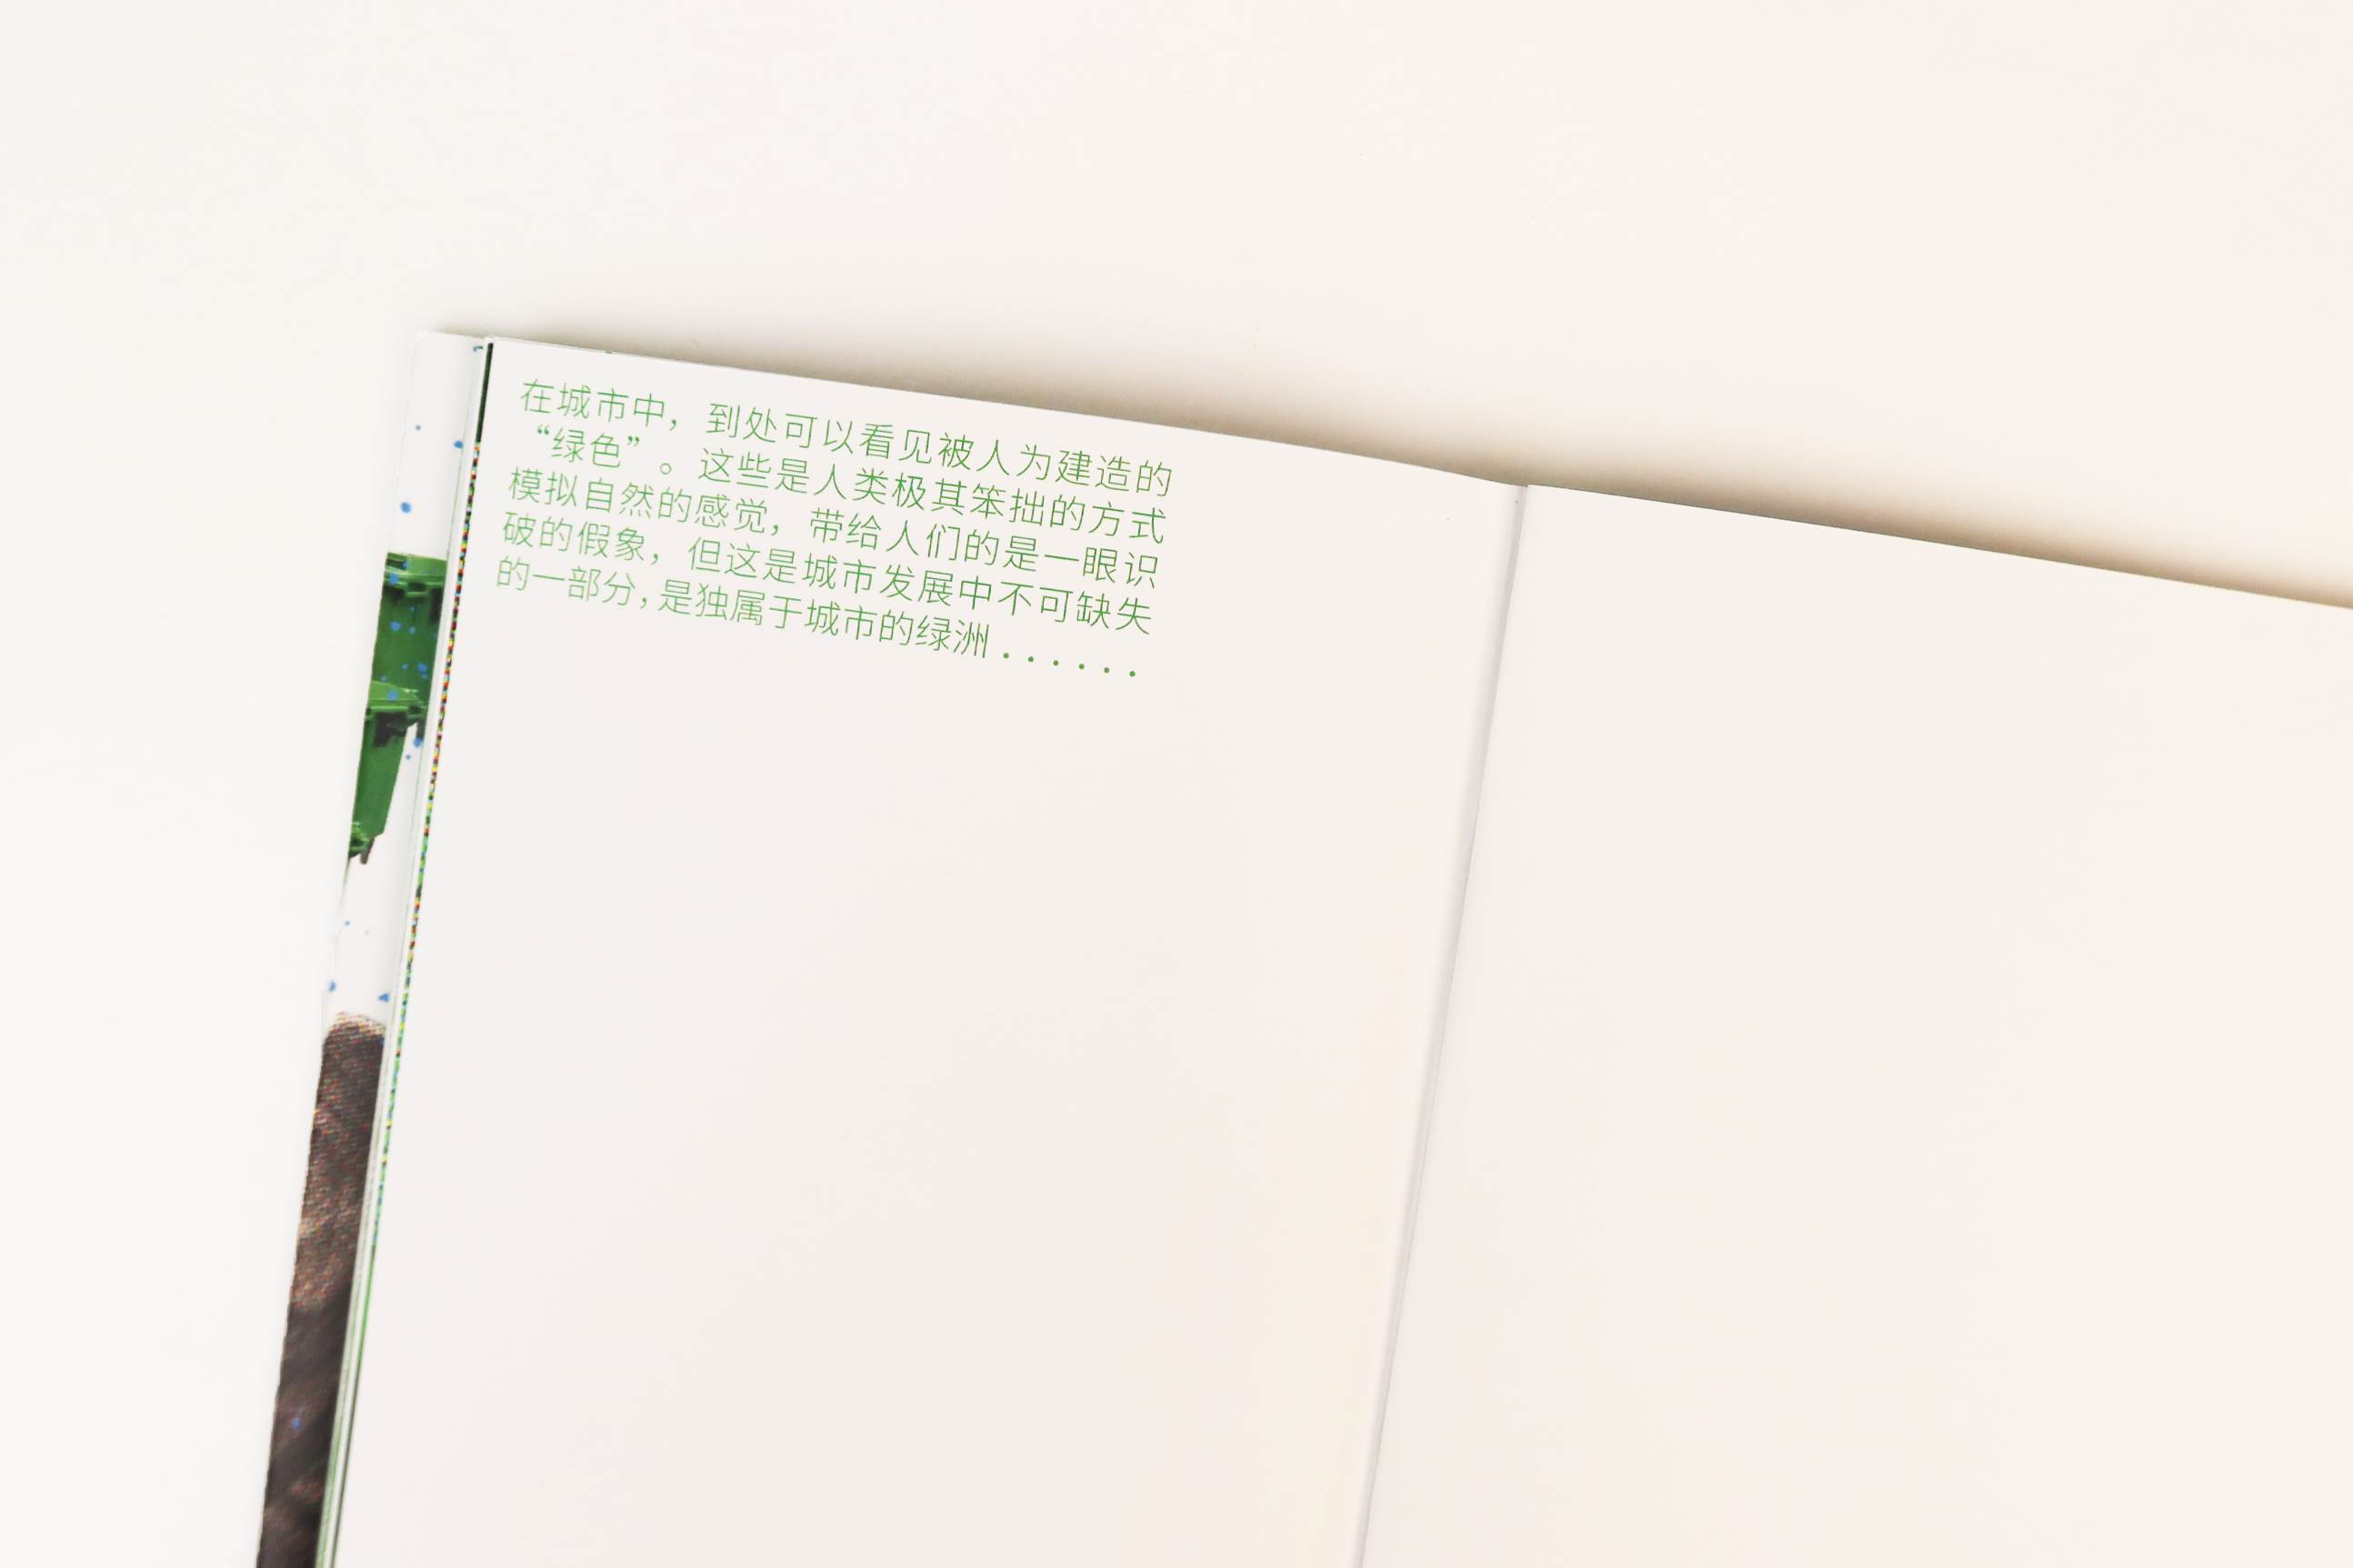 在城市中，到处可以看见被人为建造的
“绿色”。这些是人类极其笨拙的方式
模拟自然的感觉，带给人们的是一眼识
破的假象，但这是城市发展中不可缺失
的一部分，是独属于城市的绿洲......